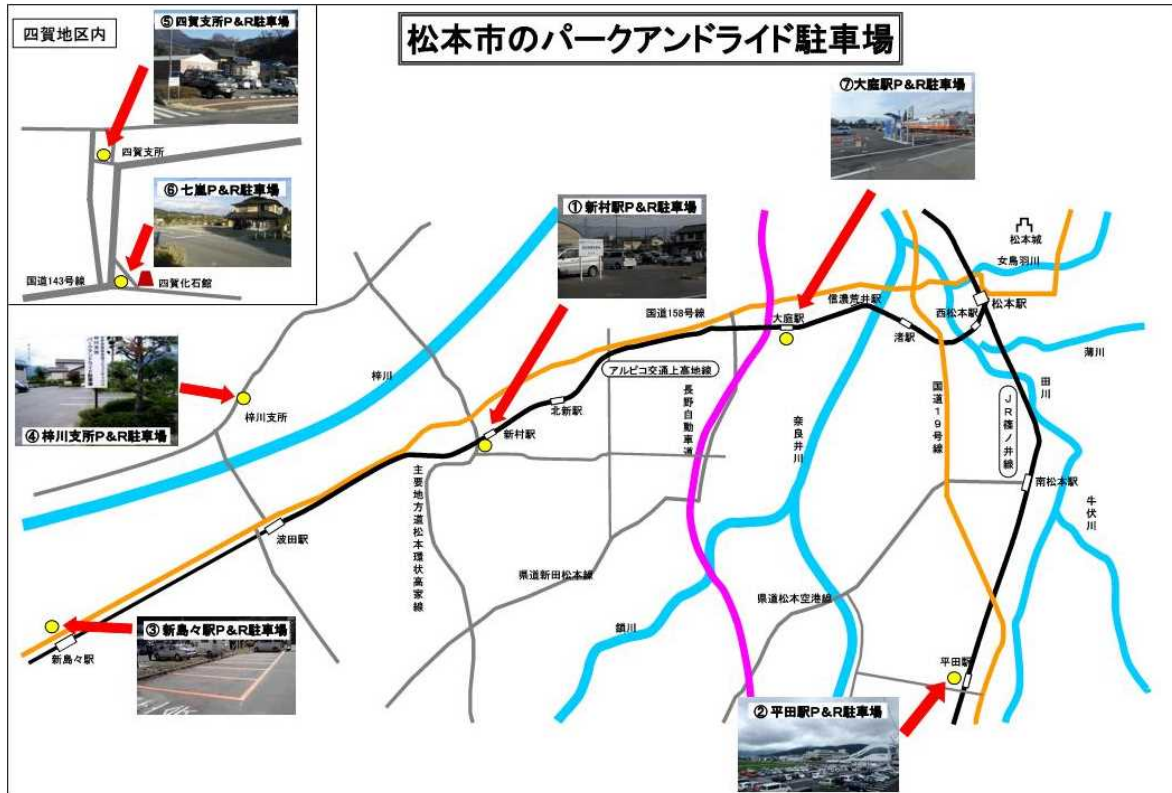 松本市のパークアンドライド駐車場
四賀地区内
⑤四賀支所P&R駐車場
四賀支所
⑥七嵐P&R駐車場
国道143号線
四賀化石館
⑦大庭駅P&R駐車場
①新村駅P&R駐車場
松本城
女鳥羽川
国道158号線
大庭駅
信濃荒井駅
西松本駅
松本駅
渚駅
薄川
アルピコ交通上高地線
梓川
④梓川支所P&R駐車場
梓川支所
北新駅
新村駅
長野自動車道
奈良井川
国道19号線
JR篠ノ井線
田川
南松本駅
牛伏川
主要地方道松本環状高家線
波田駅
県道新田松本線
県道松本空港線
鎖川
③新島々駅P&R駐車場
新島々駅
平田駅
②平田駅P&R駐車場